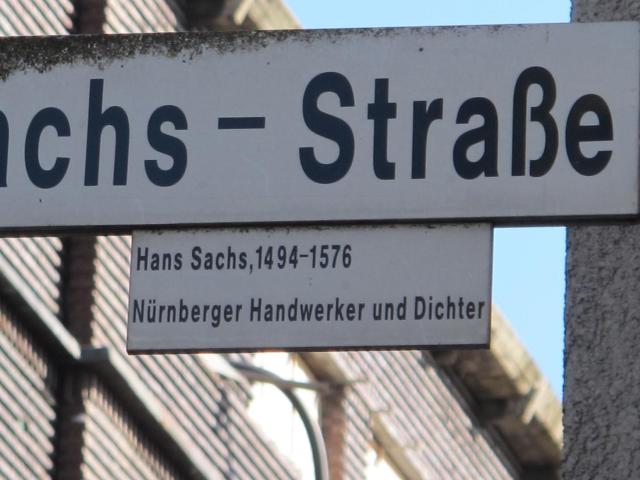 achs – Straße
Hans Sachs,1494–1576
Nürnberger Handwerker und Dichter